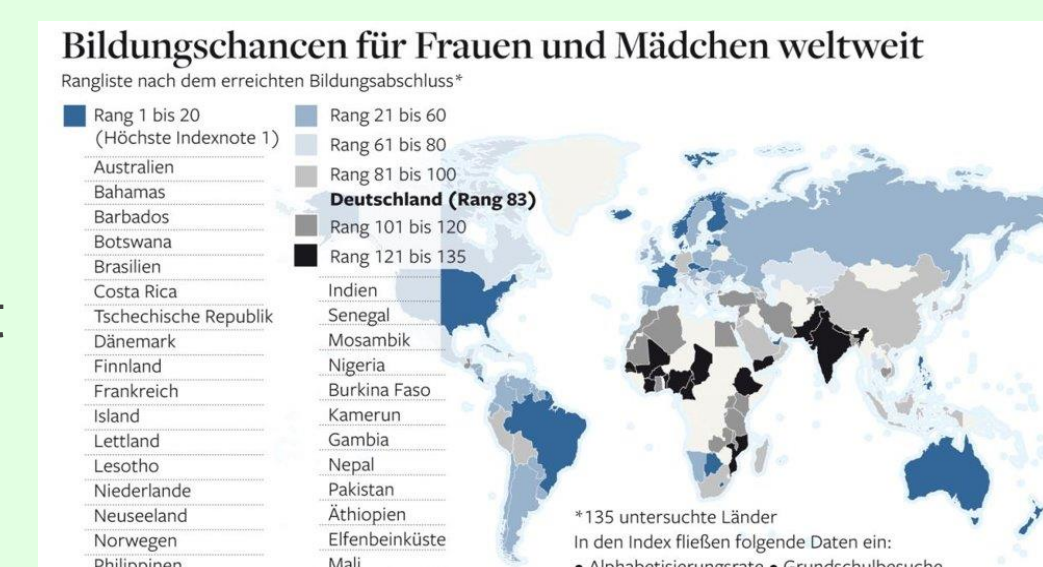 Bildungschancen für Frauen und Mädchen weltweit
Rangliste nach dem erreichten Bildungsabschluss*
Rang 1 bis 20
(Höchste Indexnote 1)
Australien
Bahamas
Barbados
Botswana
Brasilien
Costa Rica
Tschechische Republik
Dänemark
Finnland
Frankreich
Island
Lettland
Lesotho
Niederlande
Neuseeland
Norwegen
Philippinen
Rang 21 bis 60
Rang 61 bis 80
Rang 81 bis 100
Deutschland (Rang 83)
Rang 101 bis 120
Rang 121 bis 135
Indien
Senegal
Mosambik
Nigeria
Burkina Faso
Kamerun
Gambia
Nepal
Pakistan
Äthiopien
Elfenbeinküste
Mali
*135 untersuchte Länder
In den Index fließen folgende Daten ein:
• Alphabetisierungsrate • Grundschulbesuche